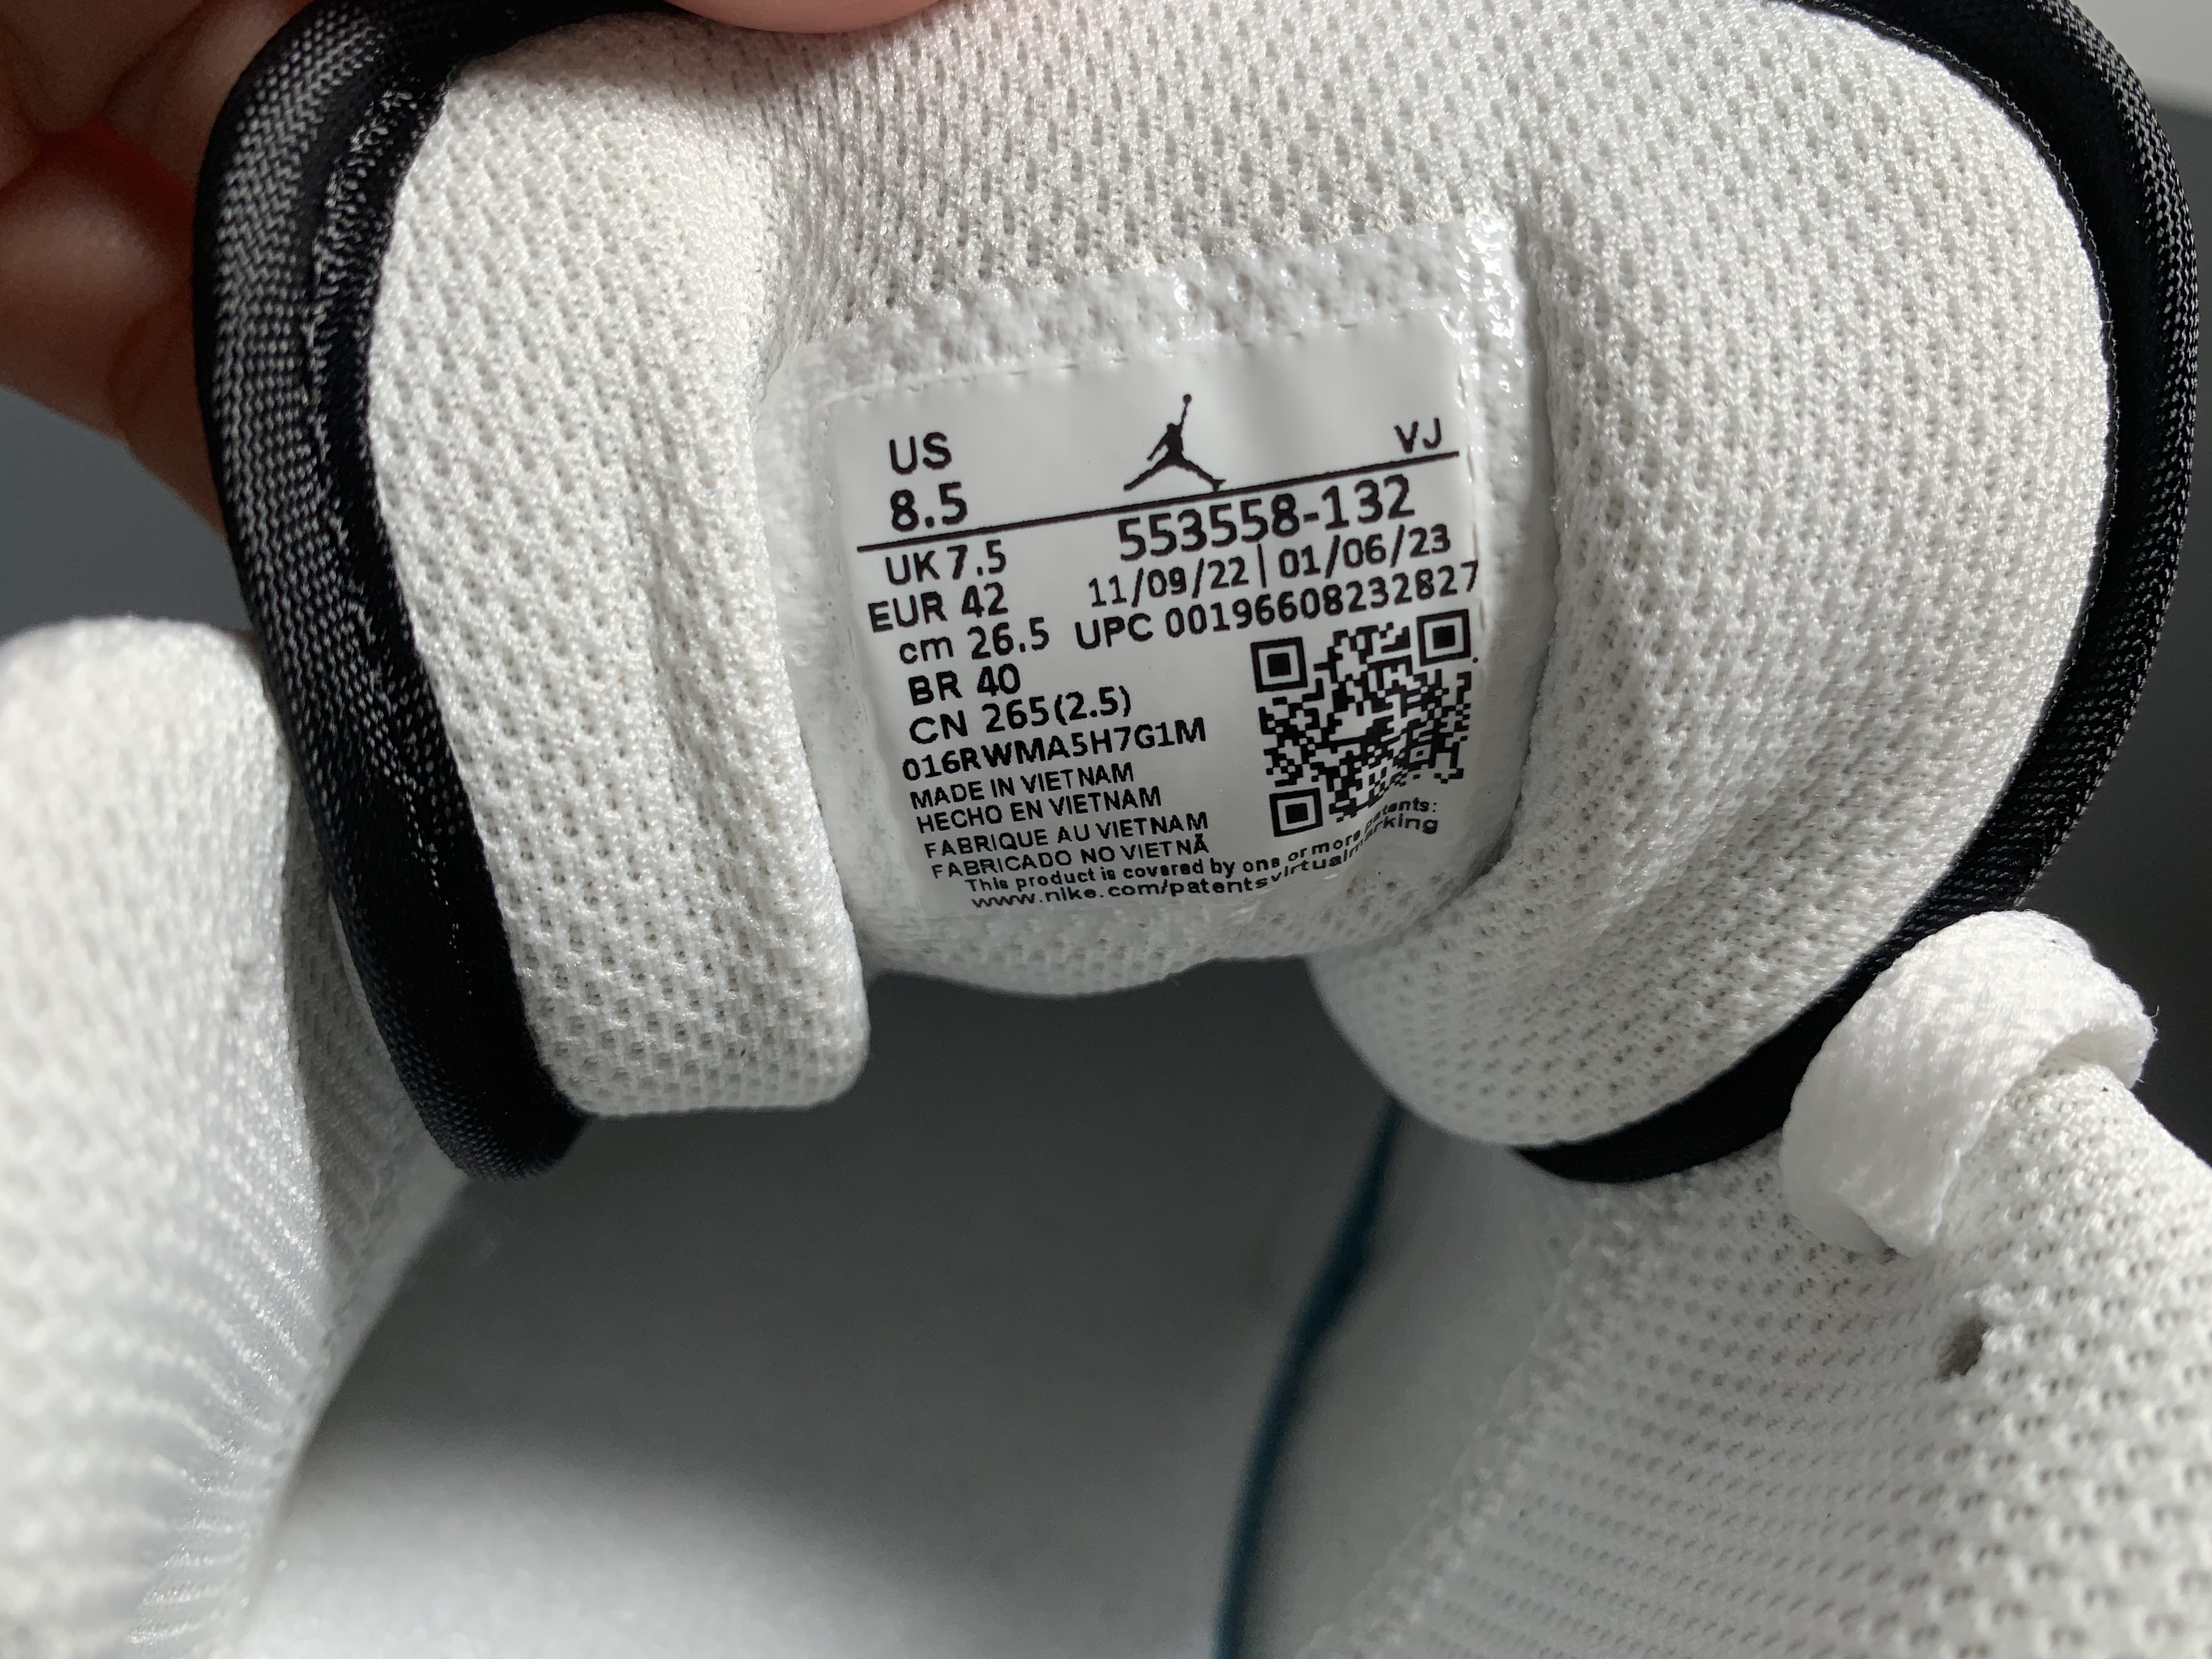 US
VJ
8.5
553558-132
UK 7.5
11/09/22 | 01/06/23
EUR 42
UPC 00196608232827
cm 26.5
BR 40
CN 265(2.5)
016RWMA5H7G1M
MADE IN VIETNAM
HECHO EN VIETNAM
FABRIQUE AU VIETNAM
FABRICADO NO VIETNÃ
This product is covered by one or more patents:
www.nike.com/patentsvirtualmarking